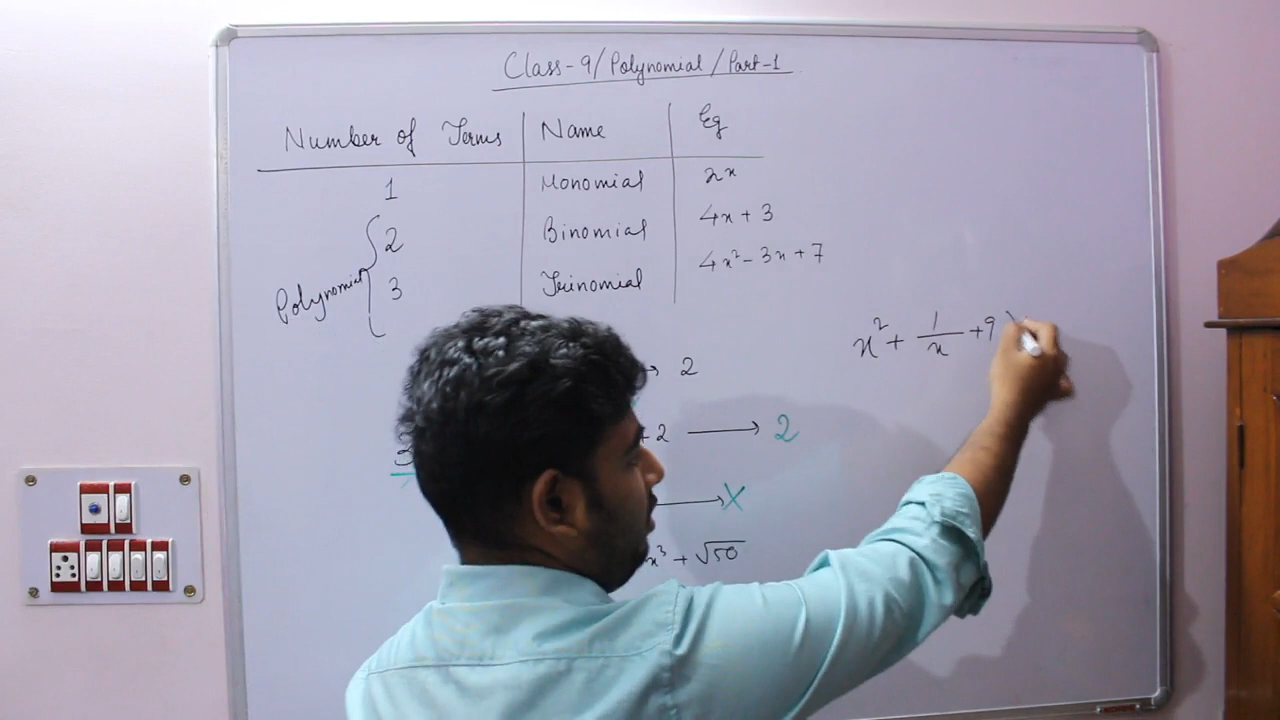 Class-9/Polynomial/Part-1
Number of Terms Name Eg
1 Monomial 2x
2 Binomial 4x + 3
3 Trinomial 4x² - 3x + 7
Polynomial
x² + 1/x + 9
→ 2
3 + 2 → 2
→ X
x³ + √50